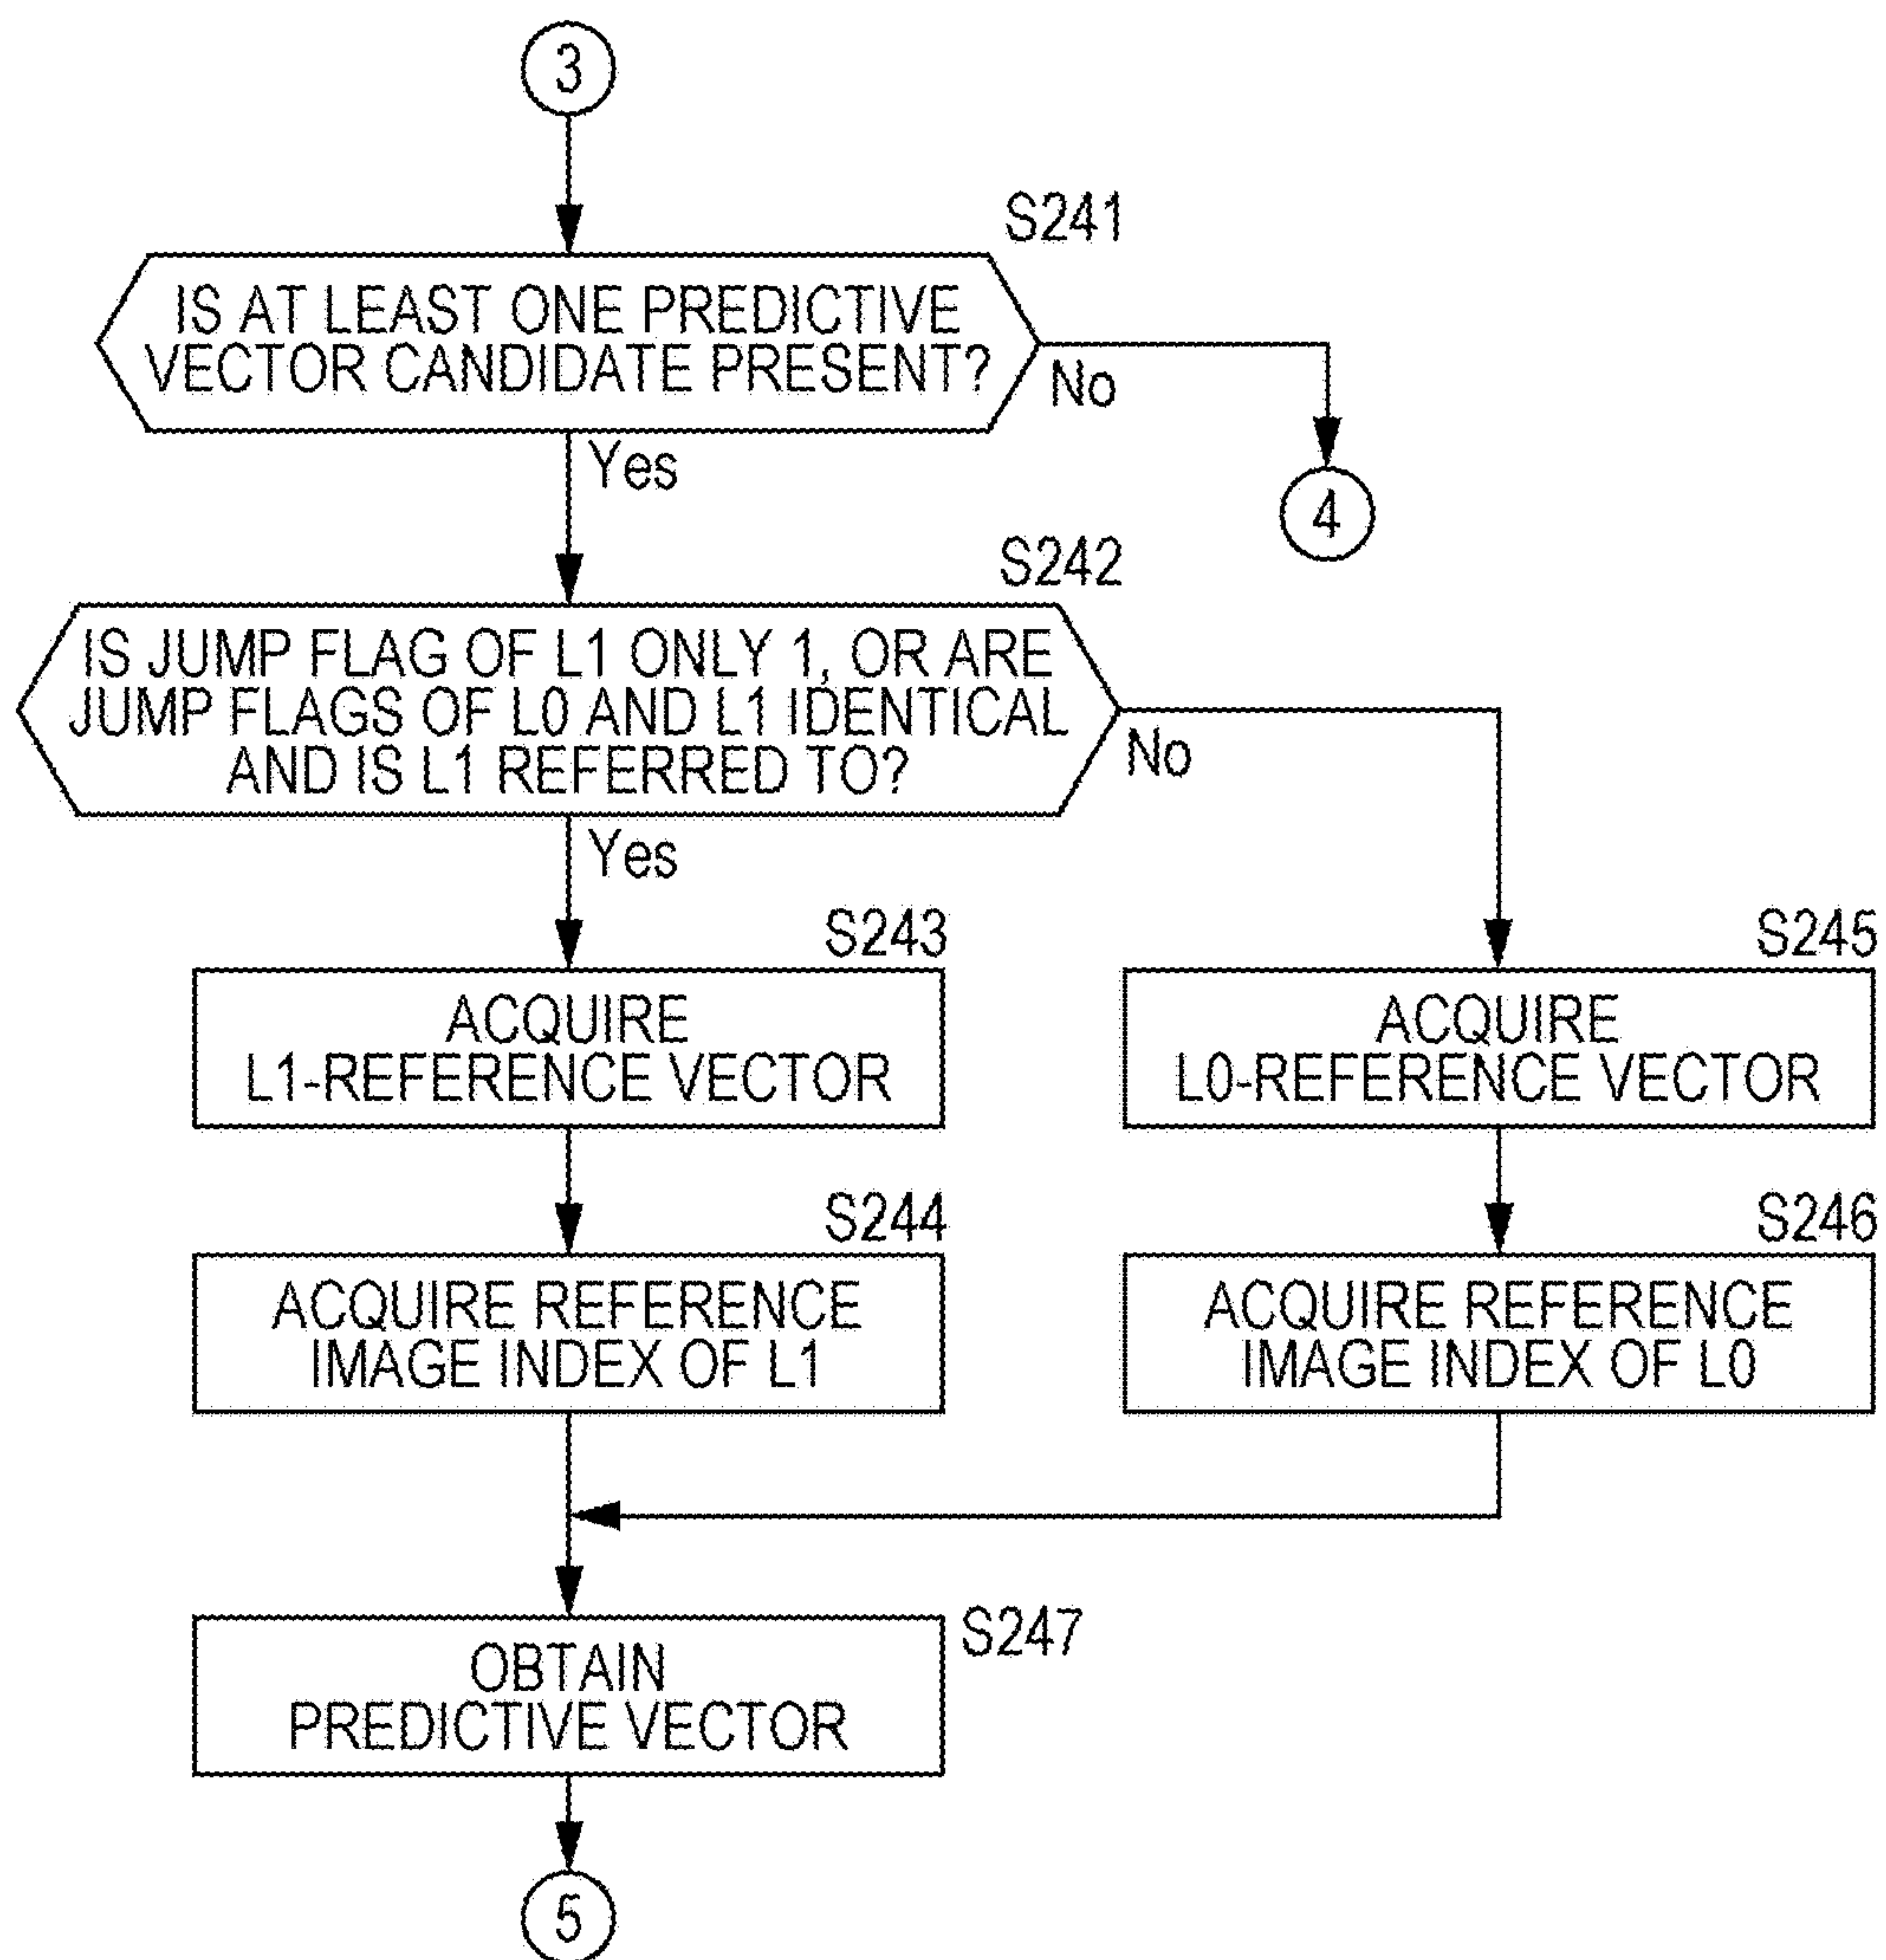 3
S241
IS AT LEAST ONE PREDICTIVE
VECTOR CANDIDATE PRESENT?
No
Yes
4
S242
IS JUMP FLAG OF L1 ONLY 1, OR ARE
JUMP FLAGS OF L0 AND L1 IDENTICAL
AND IS L1 REFERRED TO?
No
Yes
S243
ACQUIRE
L1-REFERENCE VECTOR
S245
ACQUIRE
L0-REFERENCE VECTOR
S244
ACQUIRE REFERENCE
IMAGE INDEX OF L1
S246
ACQUIRE REFERENCE
IMAGE INDEX OF L0
S247
OBTAIN
PREDICTIVE VECTOR
5